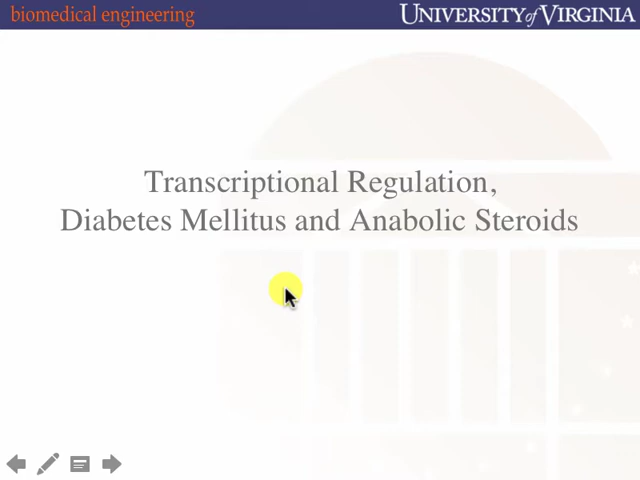 biomedical engineering
UNIVERSITY of VIRGINIA
Transcriptional Regulation,
Diabetes Mellitus and Anabolic Steroids